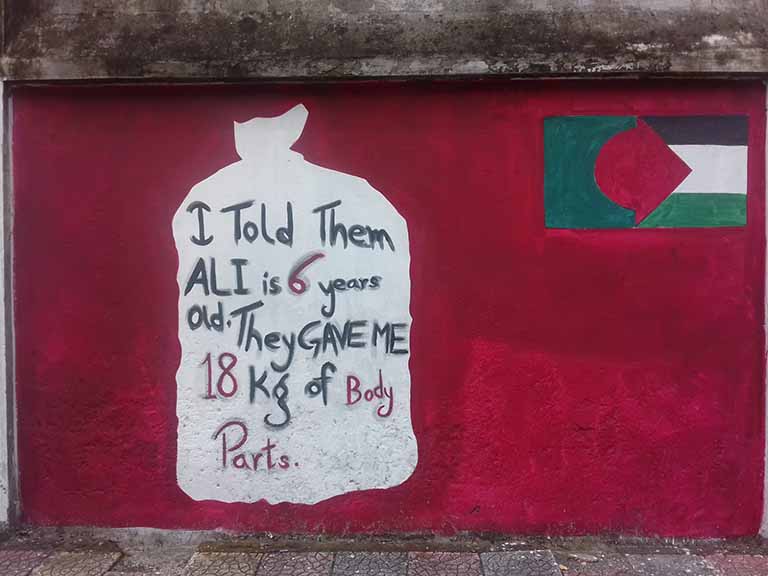 I Told Them
ALI is 6 years
old. They GAVE ME
18 Kg of Body
Parts.